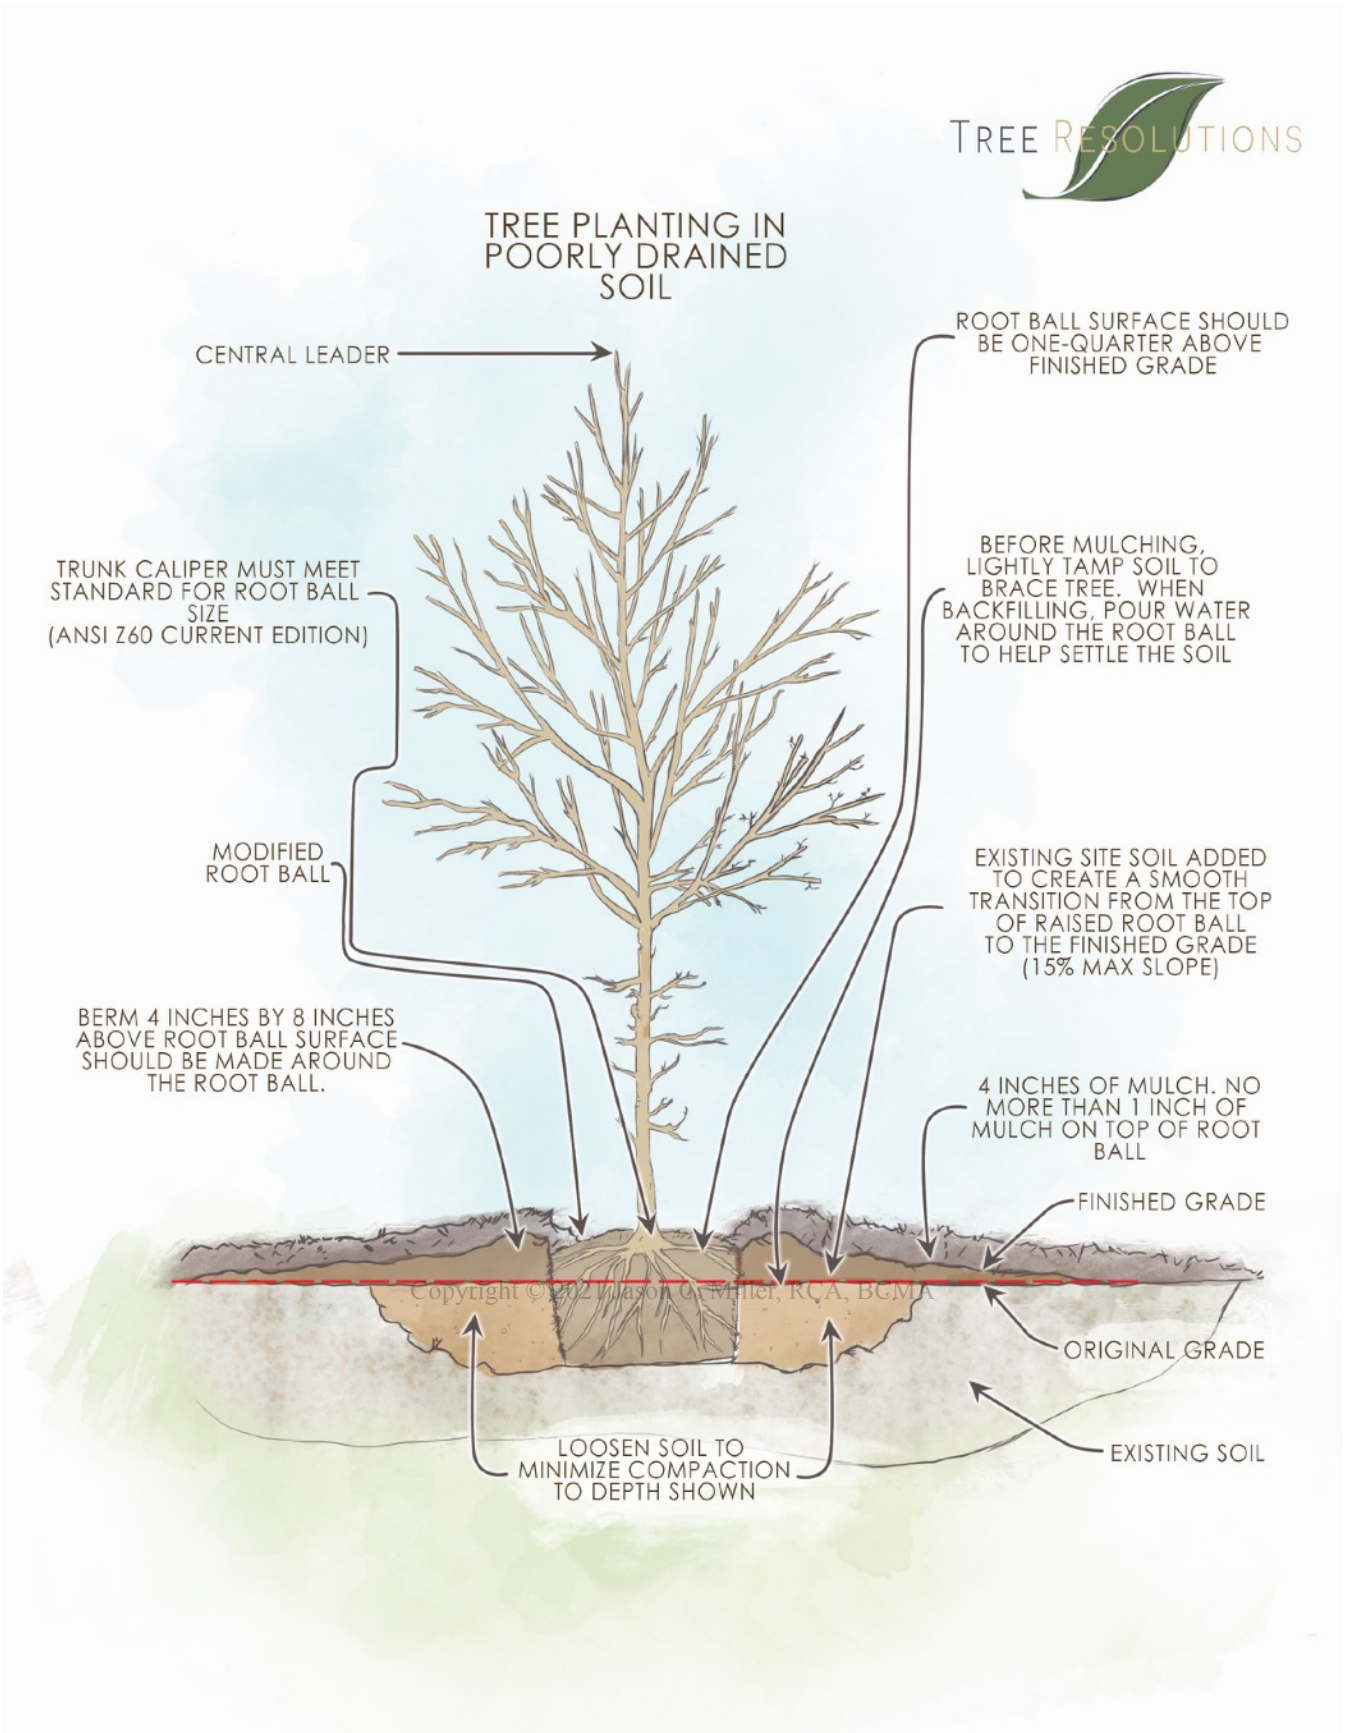 TREE RESOLUTIONS
TREE PLANTING IN
POORLY DRAINED
SOIL
CENTRAL LEADER
ROOT BALL SURFACE SHOULD
BE ONE-QUARTER ABOVE
FINISHED GRADE
TRUNK CALIPER MUST MEET
STANDARD FOR ROOT BALL
SIZE
(ANSI Z60 CURRENT EDITION)
BEFORE MULCHING,
LIGHTLY TAMP SOIL TO
BRACE TREE. WHEN
BACKFILLING, POUR WATER
AROUND THE ROOT BALL
TO HELP SETTLE THE SOIL
MODIFIED
ROOT BALL
EXISTING SITE SOIL ADDED
TO CREATE A SMOOTH
TRANSITION FROM THE TOP
OF RAISED ROOT BALL
TO THE FINISHED GRADE
(15% MAX SLOPE)
BERM 4 INCHES BY 8 INCHES
ABOVE ROOT BALL SURFACE
SHOULD BE MADE AROUND
THE ROOT BALL.
4 INCHES OF MULCH. NO
MORE THAN 1 INCH OF
MULCH ON TOP OF ROOT
BALL
FINISHED GRADE
Copyright © 2021 Jason C. Miller, RCA, BCMA
ORIGINAL GRADE
EXISTING SOIL
LOOSEN SOIL TO
MINIMIZE COMPACTION
TO DEPTH SHOWN